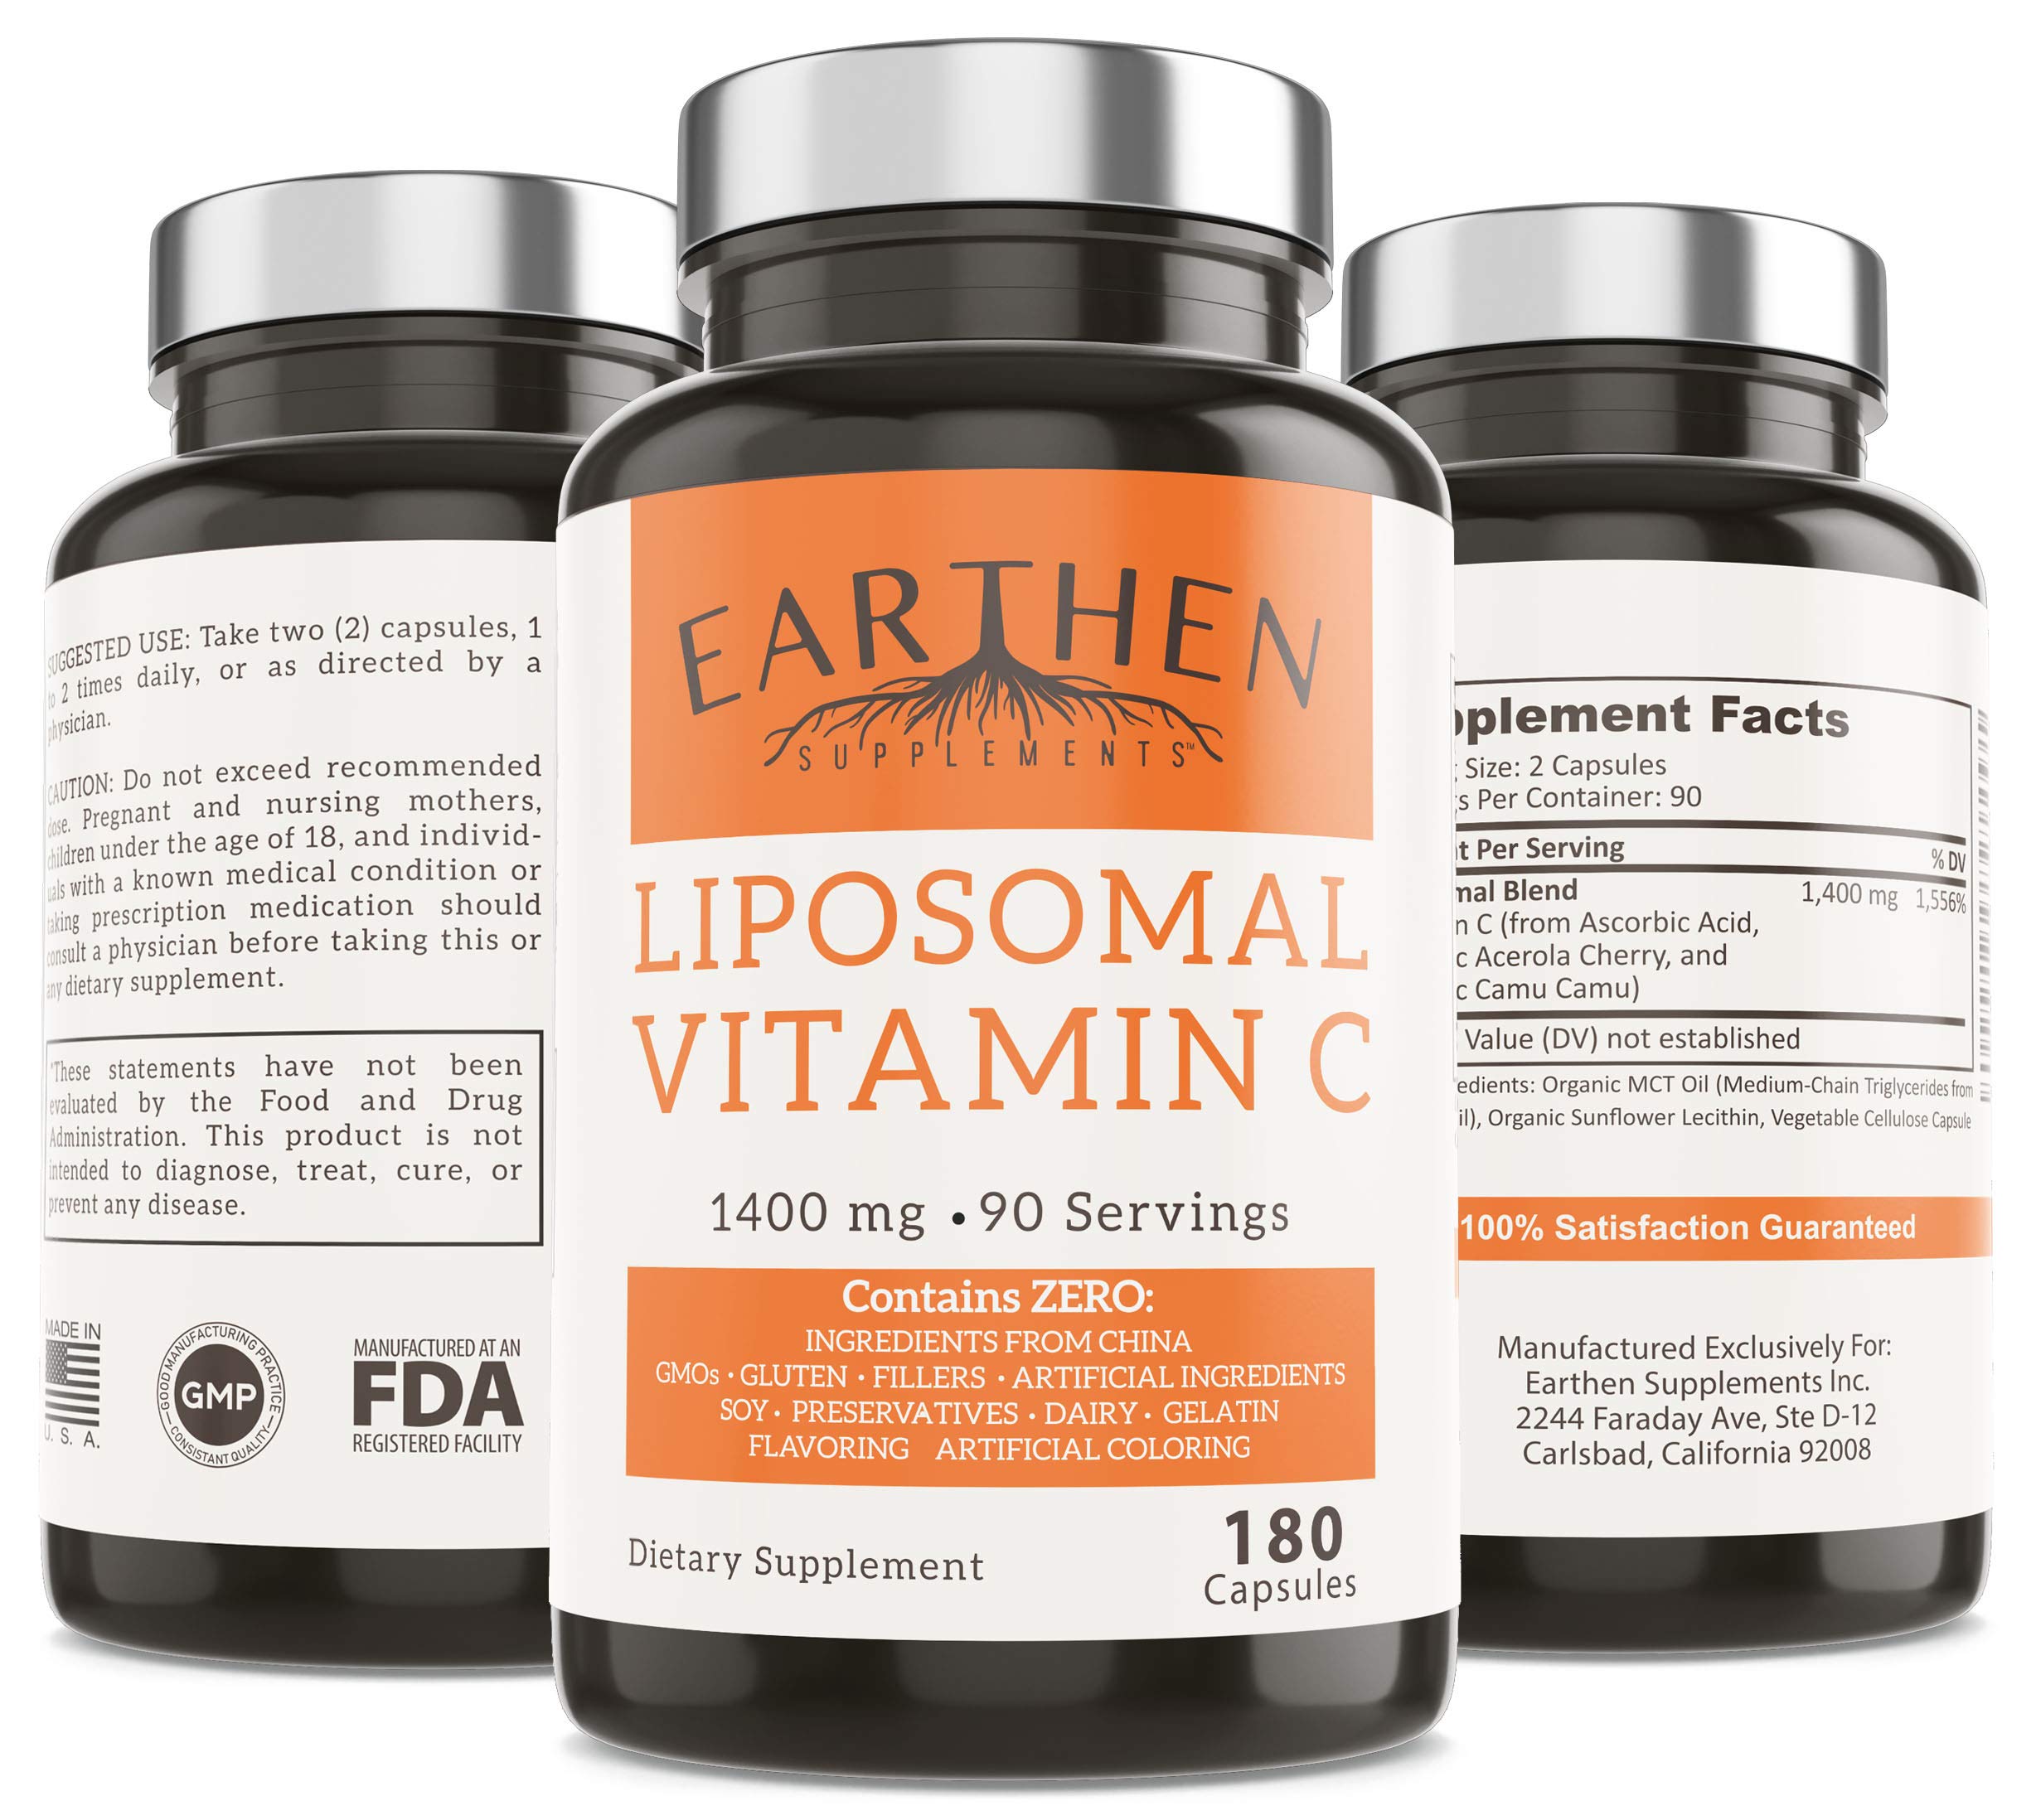 SUGGESTED USE: Take two (2) capsules, 1
to 2 times daily, or as directed by a
physician.
CAUTION: Do not exceed recommended
dose. Pregnant and nursing mothers,
children under the age of 18, and individ-
uals with a known medical condition or
taking prescription medication should
consult a physician before taking this or
any dietary supplement.
*These statements have not been
evaluated by the Food and Drug
Administration. This product is not
intended to diagnose, treat, cure, or
prevent any disease.
MADE IN
U. S. A.
GOOD MANUFACTURING PRACTICE
GMP
CONSISTANT QUALITY
MANUFACTURED AT AN
FDA
REGISTERED FACILITY
EARTHEN
SUPPLEMENTS™
LIPOSOMAL
VITAMIN C
1400 mg • 90 Servings
Contains ZERO:
INGREDIENTS FROM CHINA
GMOs • GLUTEN • FILLERS • ARTIFICIAL INGREDIENTS
SOY • PRESERVATIVES • DAIRY • GELATIN
FLAVORING ARTIFICIAL COLORING
Dietary Supplement
180
Capsules
plement Facts
Size: 2 Capsules
s Per Container: 90
t Per Serving % DV
mal Blend 1,400 mg 1,556%
n C (from Ascorbic Acid,
c Acerola Cherry, and
c Camu Camu)
Value (DV) not established
edients: Organic MCT Oil (Medium-Chain Triglycerides from
il), Organic Sunflower Lecithin, Vegetable Cellulose Capsule
100% Satisfaction Guaranteed
Manufactured Exclusively For:
Earthen Supplements Inc.
2244 Faraday Ave, Ste D-12
Carlsbad, California 92008